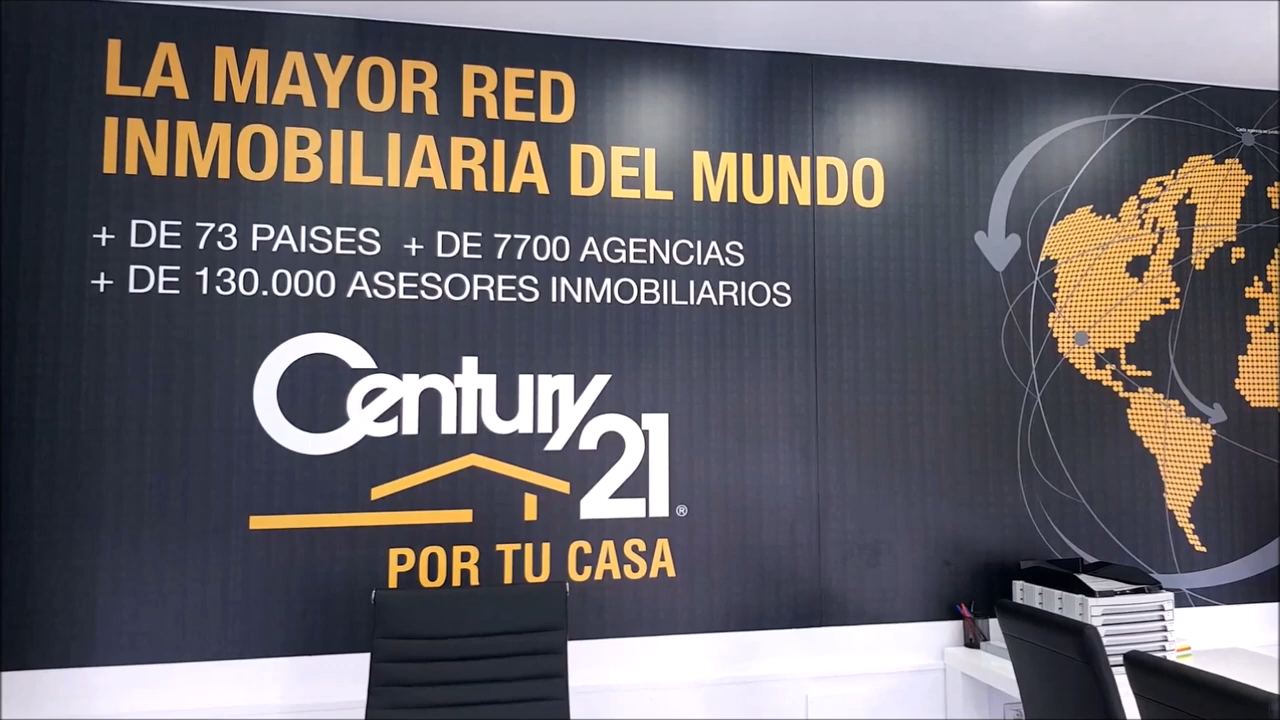 LA MAYOR RED
INMOBILIARIA DEL MUNDO
+ DE 73 PAISES + DE 7700 AGENCIAS
+ DE 130.000 ASESORES INMOBILIARIOS
Century
21®
POR TU CASA